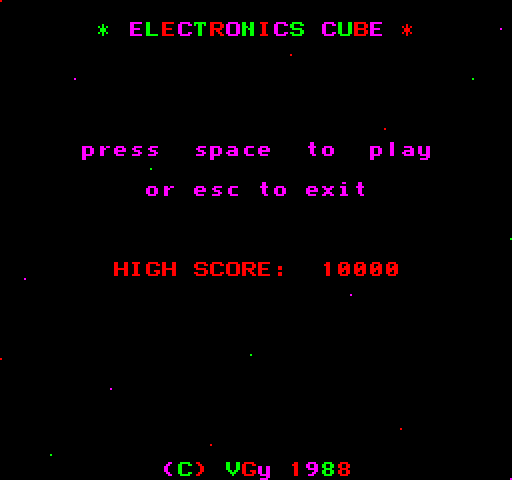 * ELECTRONICS CUBE *
press space to play
or esc to exit
HIGH SCORE: 10000
(C) VGy 1988